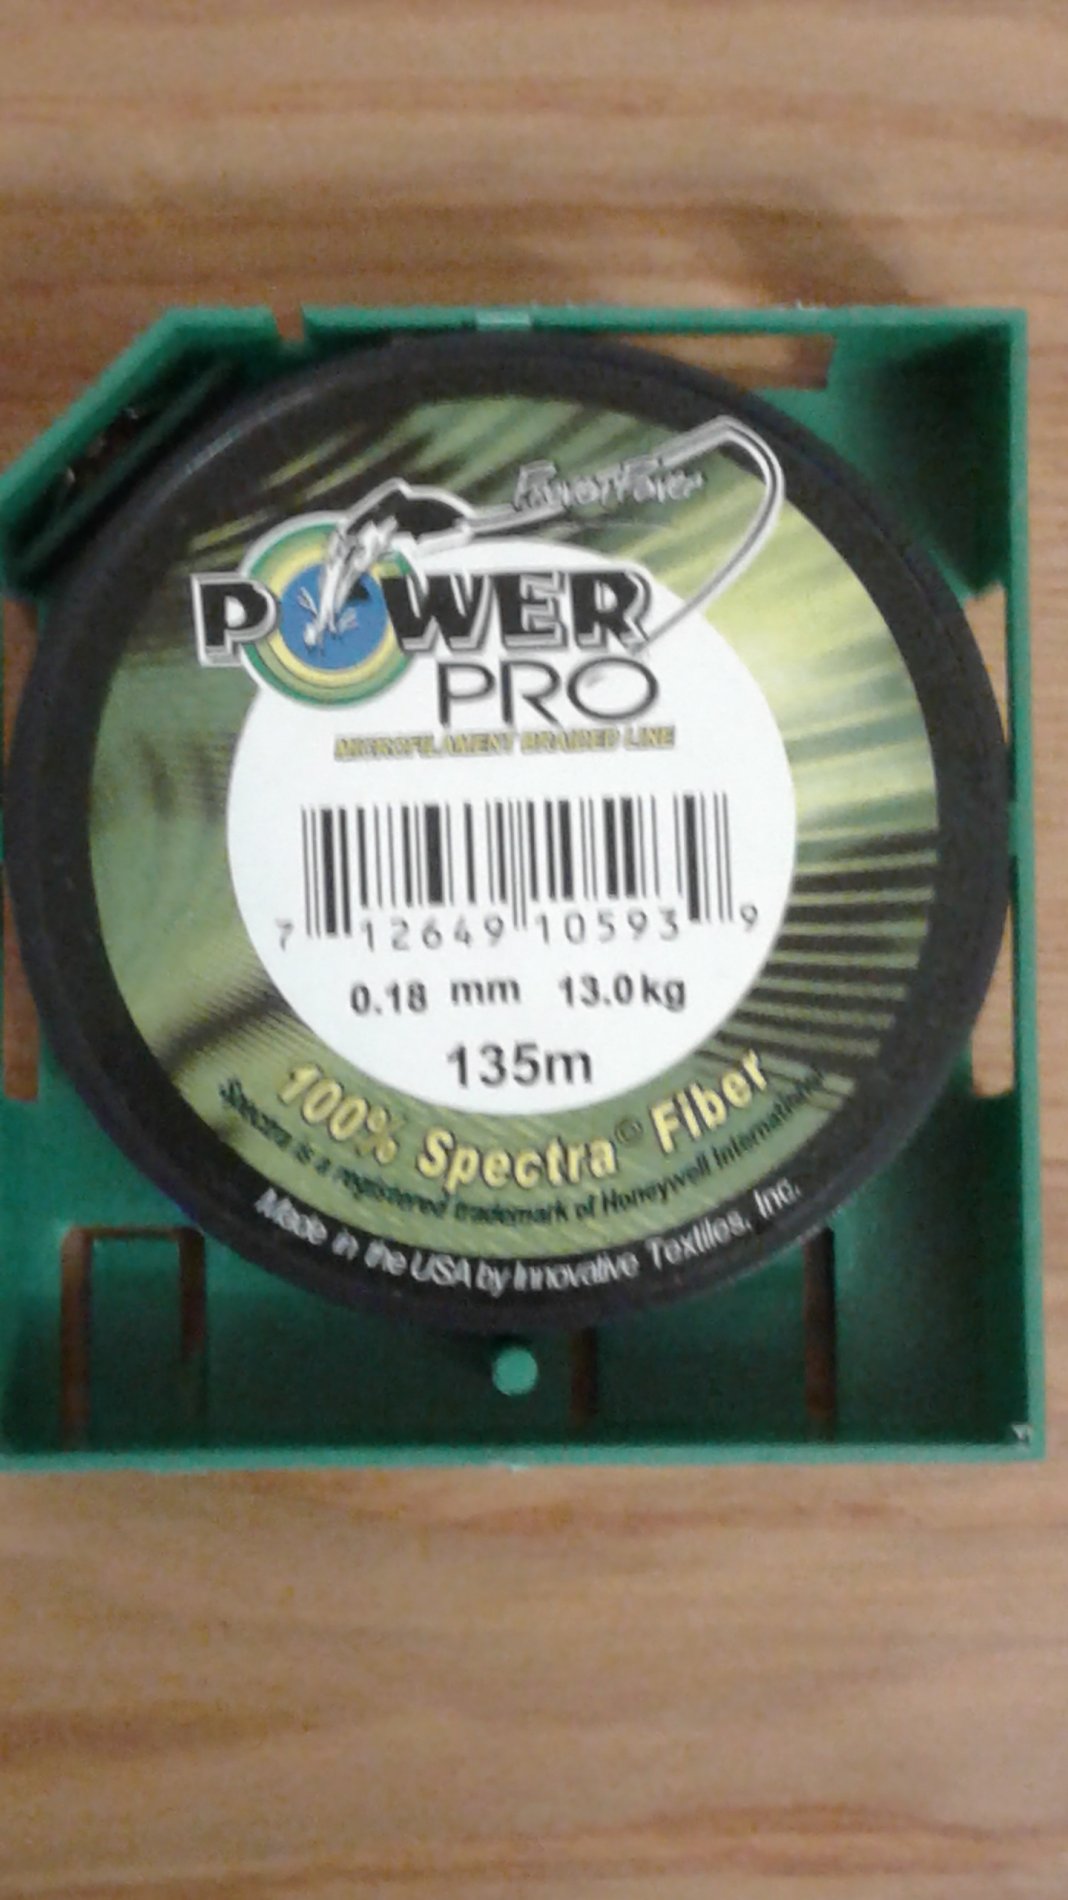 POWER
PRO
MICROFILAMENT BRAIDED LINE
7 12649 10593 9
0.18 mm 13.0kg
135m
100% Spectra© Fiber
Spectra is a registered trademark of Honeywell International
Made in the USA by Innovative Textiles, Inc.